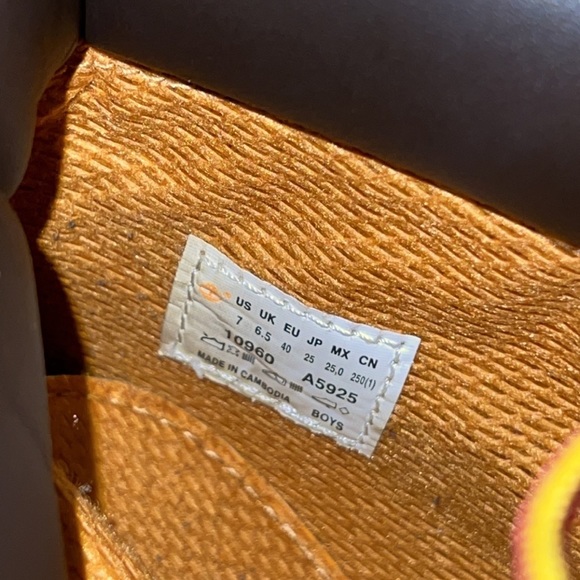 US UK EU JP MX CN
7 6.5 40 25 25,0 250(1)
10960 A5925
MADE IN CAMBODIA BOYS